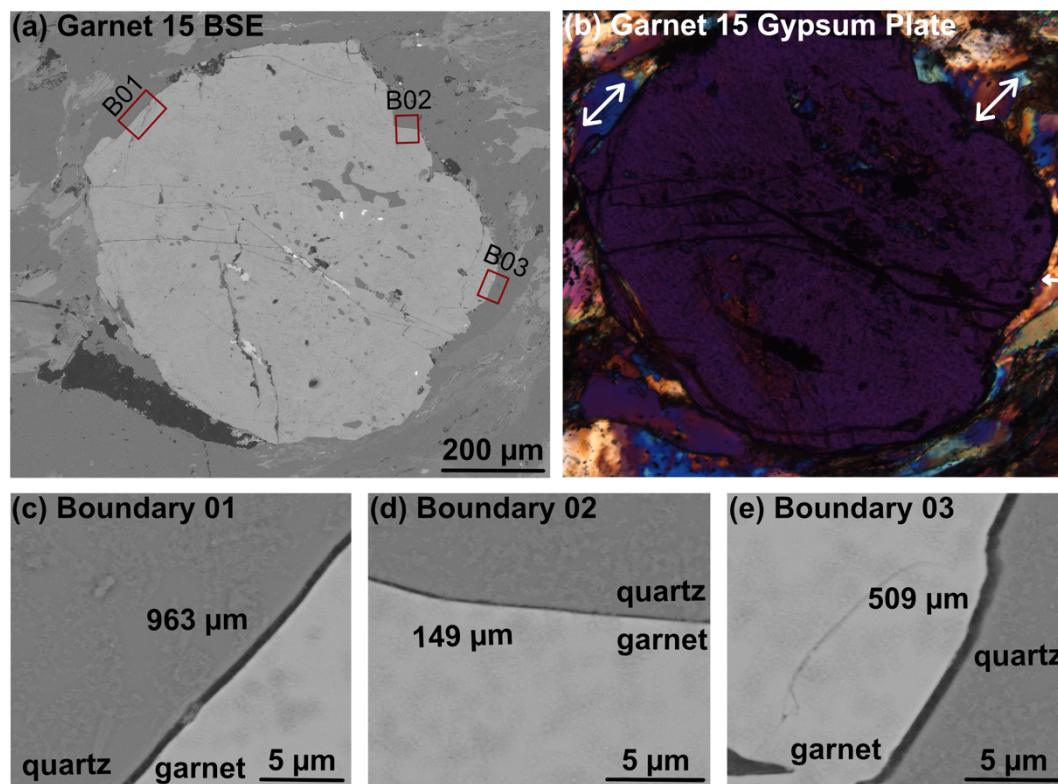 (a) Garnet 15 BSE
B01
B02
B03
200 µm
(b) Garnet 15 Gypsum Plate
(c) Boundary 01
963 µm
quartz
garnet
5 µm
(d) Boundary 02
quartz
149 µm
garnet
5 µm
(e) Boundary 03
509 µm
quartz
garnet
5 µm